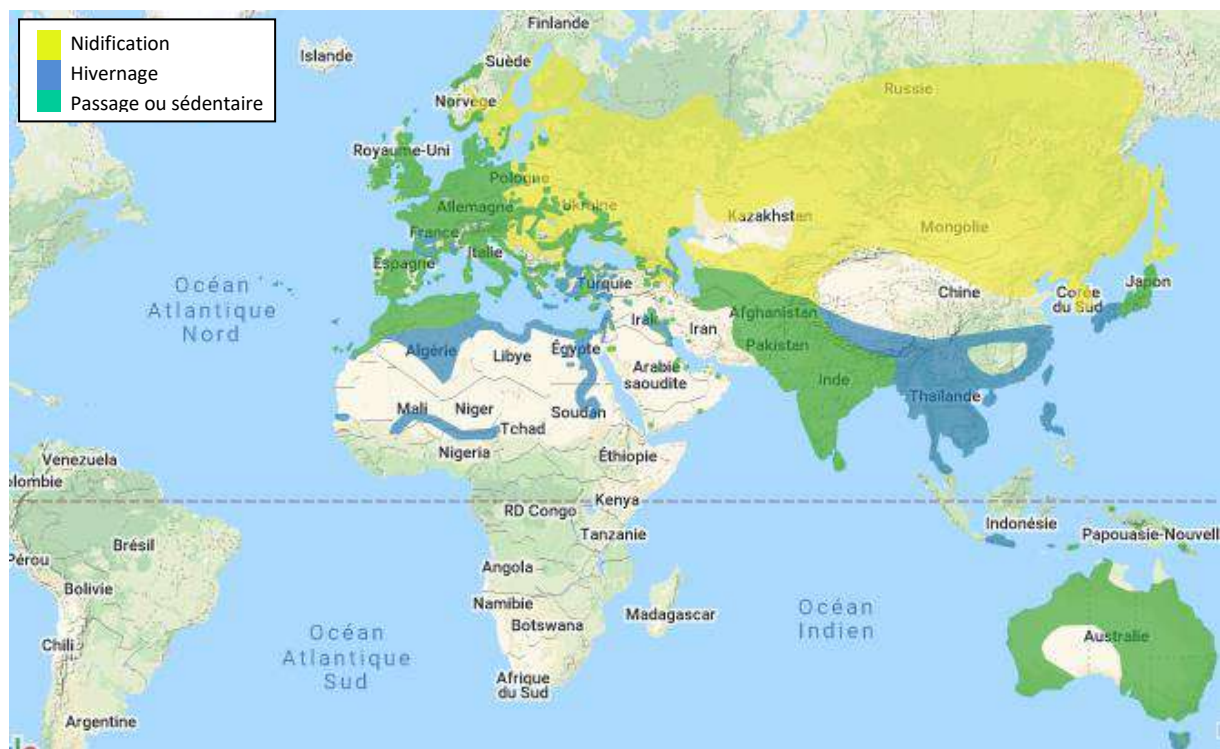 Nidification
Hivernage
Passage ou sédentaire
Finlande
Islande
Suède
Norvège
Russie
Royaume-Uni
Pologne
Allemagne
Ukraine
France
Kazakhstan
Mongolie
Italie
Espagne
Turquie
Chine
Corée
du Sud
Japon
Océan
Atlantique
Nord
Afghanistan
Irak
Iran
Algérie
Libye
Égypte
Pakistan
Arabie
saoudite
Inde
Thaïlande
Mali
Niger
Soudan
Tchad
Nigeria
Éthiopie
Venezuela
olombie
Kenya
RD Congo
Indonésie
Papouasie-Nouvell
Tanzanie
Brésil
Pérou
Angola
Bolivie
Namibie
Madagascar
Océan
Indien
Botswana
Océan
Atlantique
Sud
Chili
Australie
Afrique
du Sud
Argentine